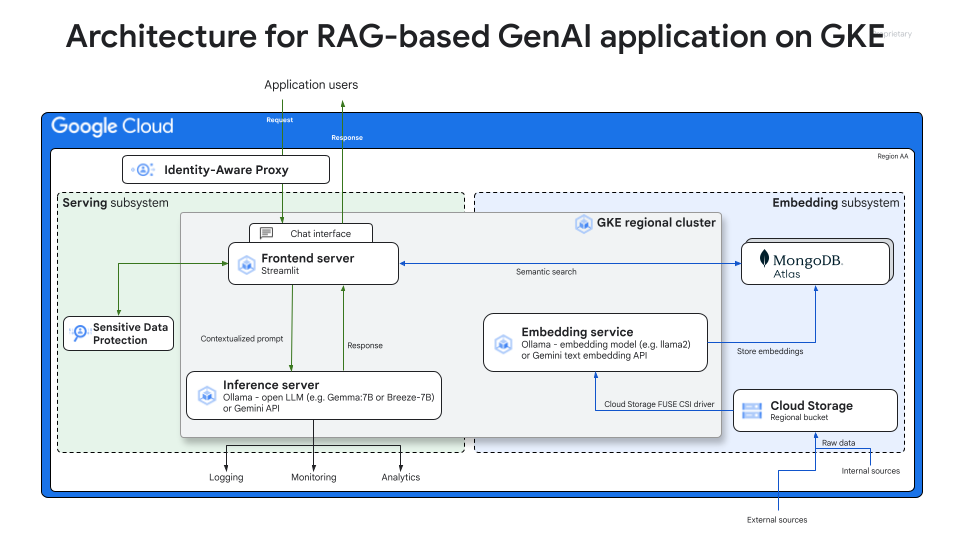 Architecture for RAG-based GenAI application on GKE
Application users
Request
Response
Google Cloud
Region AA
Identity-Aware Proxy
Serving subsystem
Embedding subsystem
GKE regional cluster
Chat interface
Frontend server
Streamlit
Semantic search
MongoDB.
Atlas
Sensitive Data
Protection
Contextualized prompt
Response
Embedding service
Ollama - embedding model (e.g. llama2)
or Gemini text embedding API
Store embeddings
Inference server
Ollama - open LLM (e.g. Gemma:7B or Breeze-7B)
or Gemini API
Cloud Storage FUSE CSI driver
Cloud Storage
Regional bucket
Raw data
Internal sources
Logging
Monitoring
Analytics
External sources